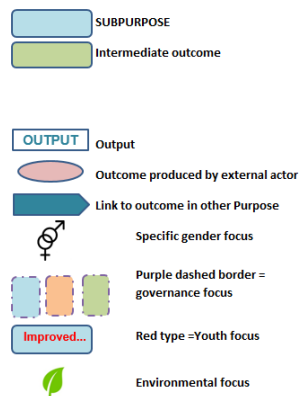 SUBPURPOSE
Intermediate outcome
OUTPUT Output
Outcome produced by external actor
Link to outcome in other Purpose
Specific gender focus
Purple dashed border =
governance focus
Improved... Red type =Youth focus
Environmental focus